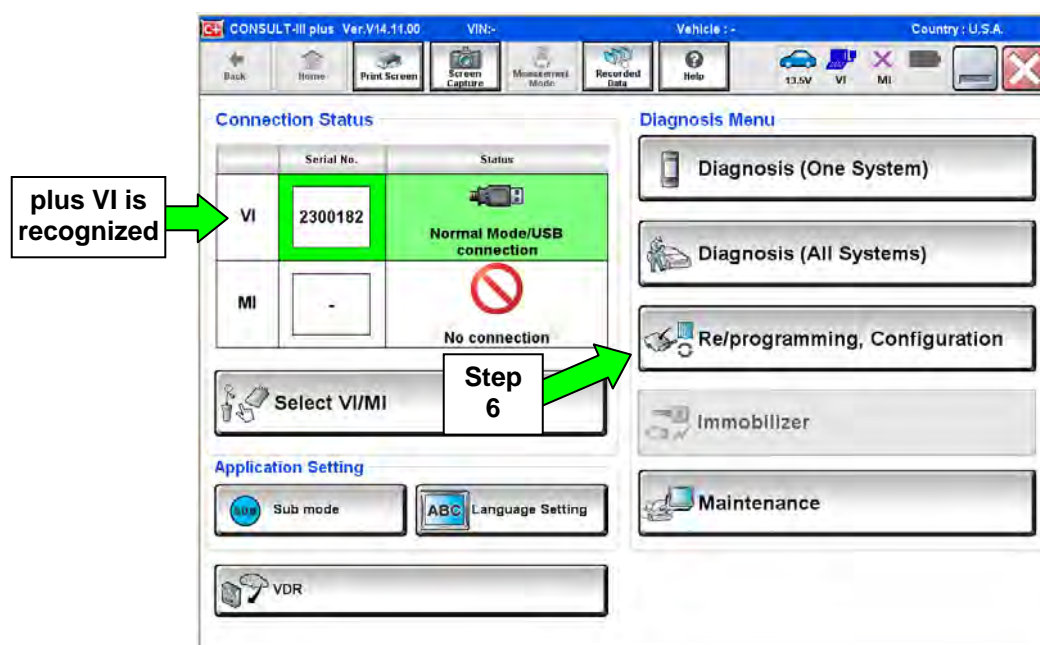 CONSULT-III plus Ver.V14.11.00 VIN:- Vehicle : - Country : U.S.A.
Back Home Print Screen Screen Capture Measurement Mode Recorded Data Help 13.5V VI MI
Connection Status
Serial No. Status
plus VI is
recognized
VI 2300182
Normal Mode/USB
connection
MI -
No connection
Step
6
Select VI/MI
Application Setting
Sub mode
ABC Language Setting
VDR
Diagnosis Menu
Diagnosis (One System)
Diagnosis (All Systems)
Re/programming, Configuration
Immobilizer
Maintenance